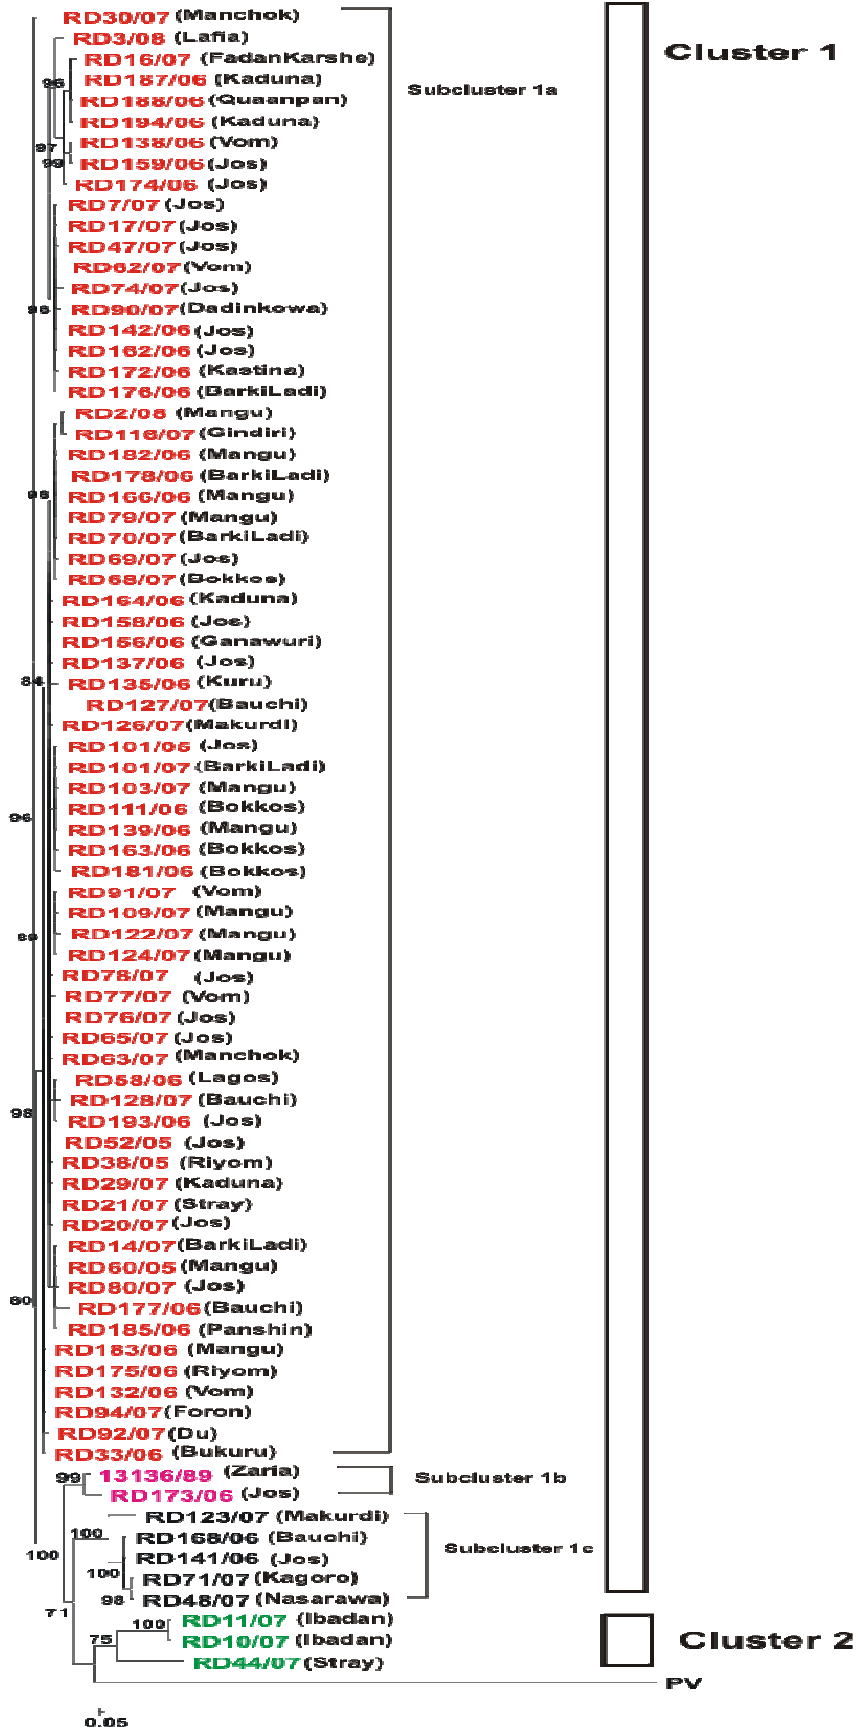 RD30/07 (Manchok)
Cluster 1
RD3/08 (Lafia)
RD16/07 (FadanKarshe)
RD187/06 (Kaduna)
96
Subcluster 1a
RD188/06 (Quaanpan)
RD194/06 (Kaduna)
RD138/06 (Vom)
97
RD159/06 (Jos)
99
RD174/06 (Jos)
RD7/07 (Jos)
RD17/07 (Jos)
RD47/07 (Jos)
RD62/07 (Vom)
RD74/07 (Jos)
RD90/07 (Dadinkowa)
RD142/06 (Jos)
RD162/06 (Jos)
RD172/06 (Kastina)
RD176/06 (BarkiLadi)
RD2/08 (Mangu)
RD116/07 (Gindiri)
RD182/06 (Mangu)
RD178/06 (BarkiLadi)
RD166/06 (Mangu)
RD79/07 (Mangu)
RD70/07 (BarkiLadi)
RD69/07 (Jos)
RD68/07 (Bokkos)
RD164/06 (Kaduna)
RD158/06 (Jos)
RD156/06 (Ganawuri)
RD137/06 (Jos)
84
RD135/06 (Kuru)
RD127/07 (Bauchi)
RD126/07 (Makurdi)
RD101/05 (Jos)
RD101/07 (BarkiLadi)
RD103/07 (Mangu)
RD111/06 (Bokkos)
96
RD139/06 (Mangu)
RD163/06 (Bokkos)
RD181/06 (Bokkos)
RD91/07 (Vom)
RD109/07 (Mangu)
RD122/07 (Mangu)
RD124/07 (Mangu)
RD78/07 (Jos)
RD77/07 (Vom)
RD76/07 (Jos)
RD65/07 (Jos)
RD63/07 (Manchok)
RD58/06 (Lagos)
RD128/07 (Bauchi)
98
RD193/06 (Jos)
RD52/05 (Jos)
RD38/05 (Riyom)
RD29/07 (Kaduna)
RD21/07 (Stray)
RD20/07 (Jos)
RD14/07 (BarkiLadi)
RD60/05 (Mangu)
RD80/07 (Jos)
80
RD177/06 (Bauchi)
RD185/06 (Panshin)
RD183/06 (Mangu)
RD175/06 (Riyom)
RD132/06 (Vom)
RD94/07 (Foron)
RD92/07 (Du)
RD33/06 (Bukuru)
99 13136/89 (Zaria)
Subcluster 1b
RD173/06 (Jos)
RD123/07 (Makurdi)
100
RD168/06 (Bauchi)
Subcluster 1c
100
RD141/06 (Jos)
100
RD71/07 (Kagoro)
98 RD48/07 (Nasarawa)
71
100 RD11/07 (Ibadan)
75
RD10/07 (Ibadan)
Cluster 2
RD44/07 (Stray)
PV
0.05